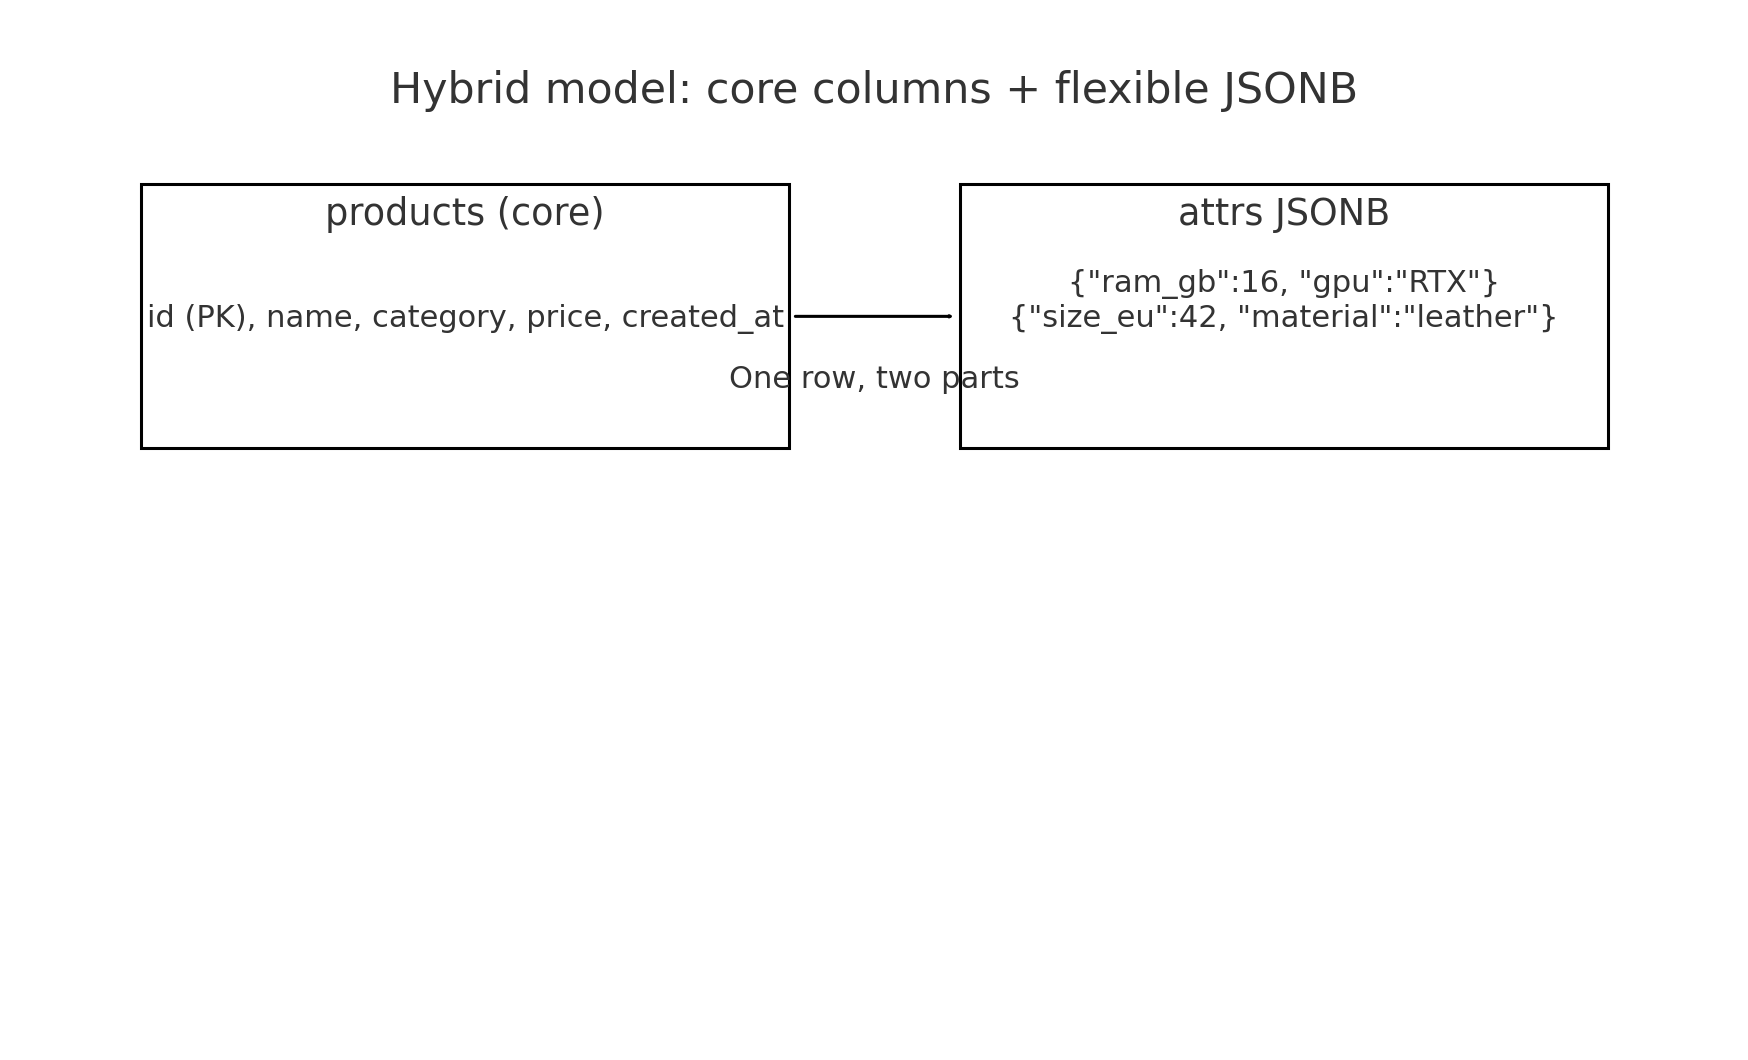 Hybrid model: core columns + flexible JSONB
products (core)
id (PK), name, category, price, created_at
attrs JSONB
{"ram_gb":16, "gpu":"RTX"}
{"size_eu":42, "material":"leather"}
One row, two parts